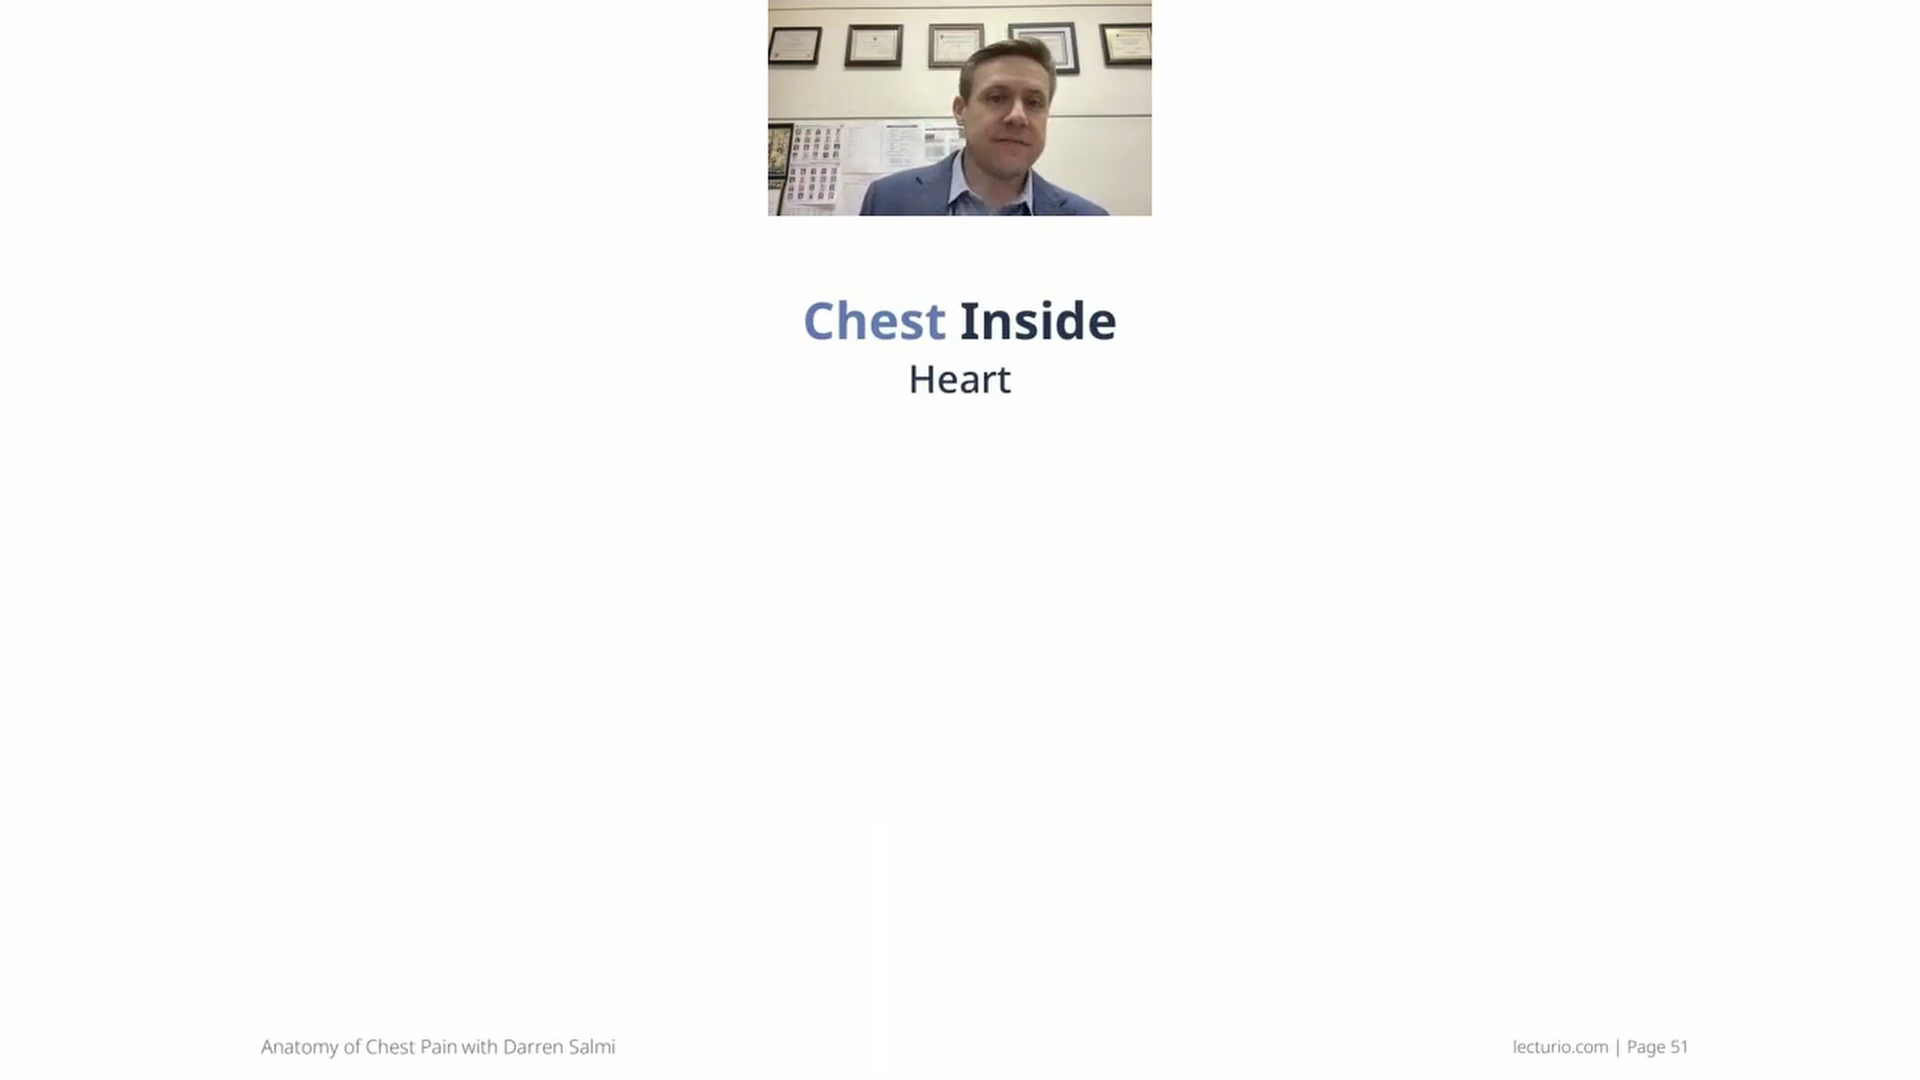 Chest Inside
Heart
Anatomy of Chest Pain with Darren Salmi
lecturio.com | Page 51